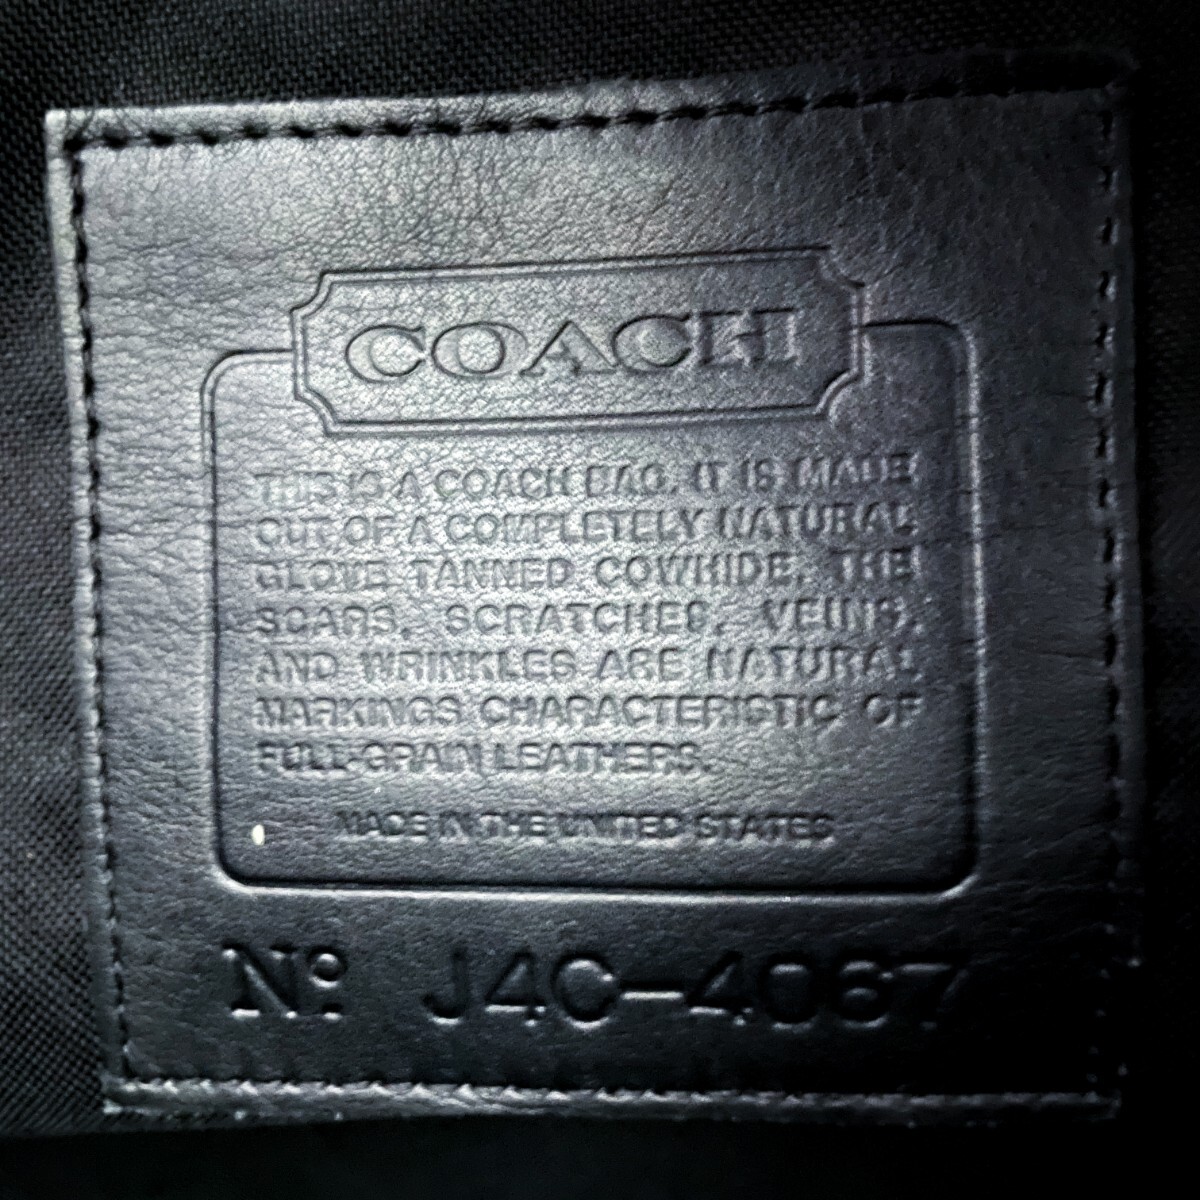 COACH
THIS IS A COACH BAG. IT IS MADE
OUT OF A COMPLETELY NATURAL
GLOVE TANNED COWHIDE, THE
SCARS, SCRATCHES, VEINS,
AND WRINKLES ARE NATURAL
MARKINGS CHARACTERISTIC OF
FULL-GRAIN LEATHERS.
MADE IN THE UNITED STATES
Nº J4C-4067